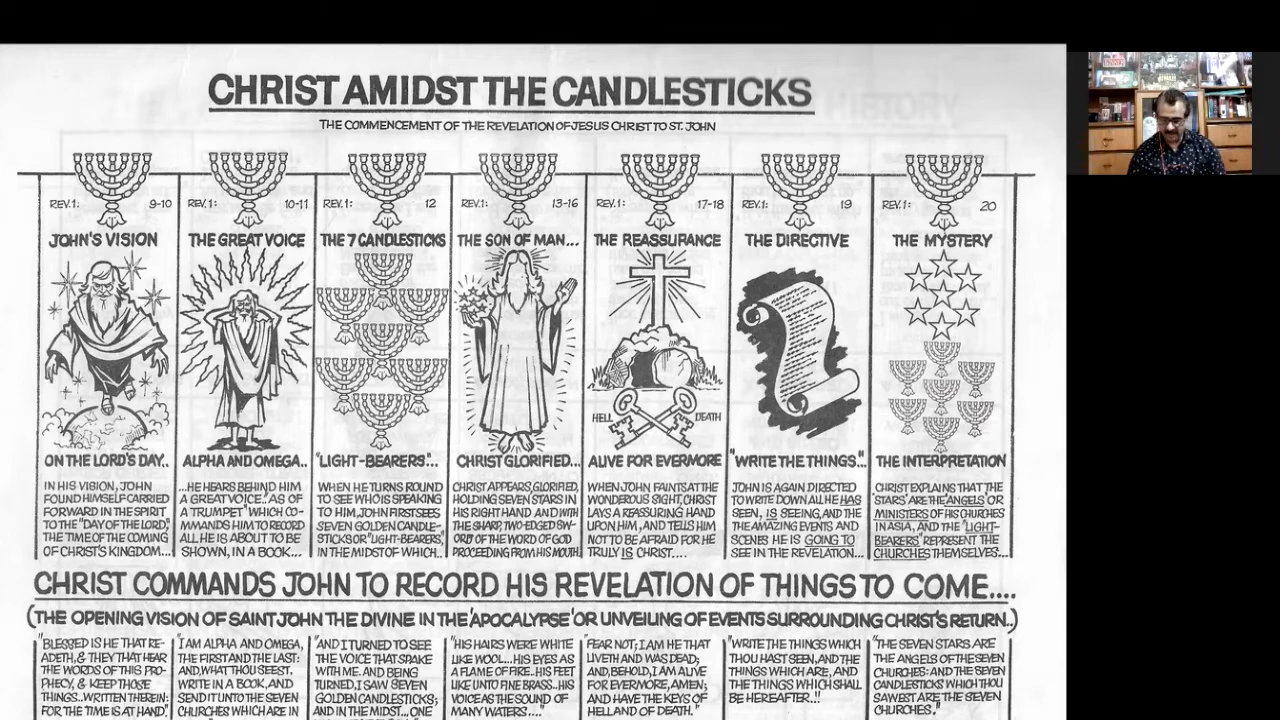 CHRIST AMIDST THE CANDLESTICKS
THE COMMENCEMENT OF THE REVELATION OF JESUS CHRIST TO ST. JOHN
REV. 1: 9-10
JOHN'S VISION
ON THE LORD'S DAY..
IN HIS VISION, JOHN
FOUND HIMSELF CARRIED
FORWARD IN THE SPIRIT
TO THE "DAY OF THE LORD,"
THE TIME OF THE COMING
OF CHRIST'S KINGDOM...
REV. 1: 10-11
THE GREAT VOICE
ALPHA AND OMEGA..
...HE HEARS BEHIND HIM
A GREAT VOICE.."AS OF
A TRUMPET" WHICH CO-
MMANDS HIM TO RECORD
ALL HE IS ABOUT TO BE
SHOWN, IN A BOOK...
REV. 1: 12
THE 7 CANDLESTICKS
"LIGHT-BEARERS"...
WHEN HE TURNS ROUND
TO SEE WHO IS SPEAKING
TO HIM, JOHN FIRST SEES
SEVEN GOLDEN CANDLE-
STICKS OR "LIGHT-BEARERS,"
IN THE MIDST OF WHICH..
REV. 1: 13-16
THE SON OF MAN...
CHRIST GLORIFIED...
CHRIST APPEARS, GLORIFIED,
HOLDING SEVEN STARS IN
HIS RIGHT HAND AND WITH
THE SHARP, TWO-EDGED SW-
ORD OF THE WORD OF GOD
PROCEEDING FROM HIS MOUTH
REV. 1: 17-18
THE REASSURANCE
HELL DEATH
ALIVE FOR EVERMORE
WHEN JOHN FAINTS AT THE
WONDEROUS SIGHT, CHRIST
LAYS A REASSURING HAND
UPON HIM, AND TELLS HIM
NOT TO BE AFRAID FOR HE
TRULY IS CHRIST....
REV. 1: 19
THE DIRECTIVE
"WRITE THE THINGS"...
JOHN IS AGAIN DIRECTED
TO WRITE DOWN ALL HE HAS
SEEN, IS SEEING, AND THE
THE AMAZING EVENTS AND
SCENES HE IS GOING TO
SEE IN THE REVELATION...
REV. 1: 20
THE MYSTERY
THE INTERPRETATION
CHRIST EXPLAINS THAT THE
'STARS' ARE THE 'ANGELS' OR
MINISTERS OF HIS CHURCHES
IN ASIA, AND THE "LIGHT-
BEARERS" REPRESENT THE
CHURCHES THEMSELVES...
CHRIST COMMANDS JOHN TO RECORD HIS REVELATION OF THINGS TO COME....
(THE OPENING VISION OF SAINT JOHN THE DIVINE IN THE 'APOCALYPSE' OR UNVEILING OF EVENTS SURROUNDING CHRIST'S RETURN..)
"BLESSED IS HE THAT RE-
ADETH, & THEY THAT HEAR
THE WORDS OF THIS PRO-
PHECY, & KEEP THOSE
THINGS..WRITTEN THEREIN:
FOR THE TIME IS AT HAND."
"I AM ALPHA AND OMEGA,
THE FIRST AND THE LAST:
AND, WHAT THOU SEEST,
WRITE IN A BOOK, AND
SEND IT UNTO THE SEVEN
CHURCHES WHICH ARE IN
"AND I TURNED TO SEE
THE VOICE THAT SPAKE
WITH ME. AND BEING
TURNED, I SAW SEVEN
GOLDEN CANDLESTICKS;
AND IN THE MIDST... ONE
"HIS HAIRS WERE WHITE
LIKE WOOL...HIS EYES AS
A FLAME OF FIRE..HIS FEET
LIKE UNTO FINE BRASS..HIS
VOICE AS THE SOUND OF
MANY WATERS...."
"FEAR NOT; I AM HE THAT
LIVETH AND WAS DEAD;
AND, BEHOLD, I AM ALIVE
FOR EVERMORE, AMEN;
AND HAVE THE KEYS OF
HELL AND OF DEATH."
"WRITE THE THINGS WHICH
THOU HAST SEEN, AND THE
THINGS WHICH ARE, AND
THE THINGS WHICH SHALL
BE HEREAFTER.."
"THE SEVEN STARS ARE
THE ANGELS OF THE SEVEN
CHURCHES: AND THE SEVEN
CANDLESTICKS WHICH THOU
SAWEST ARE THE SEVEN
CHURCHES."